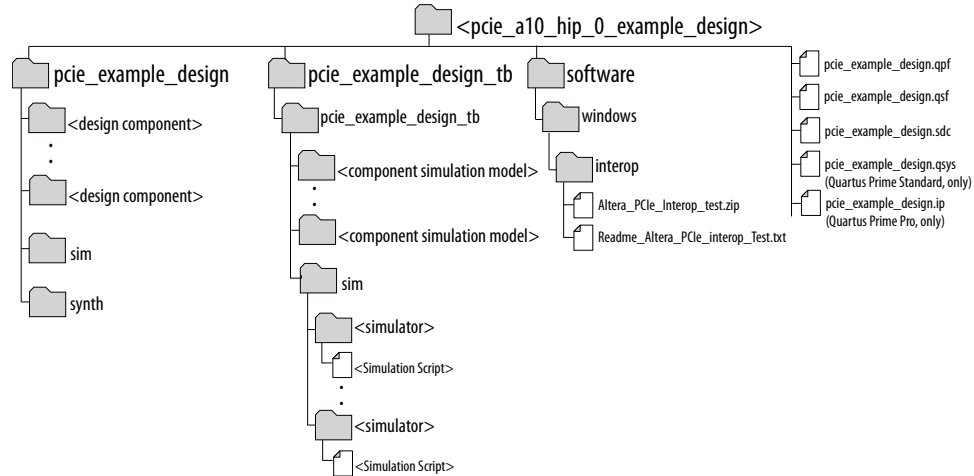 <pcie_a10_hip_0_example_design>
pcie_example_design
<design component>
<design component>
sim
synth
pcie_example_design_tb
pcie_example_design_tb
<component simulation model>
<component simulation model>
sim
<simulator>
<Simulation Script>
<simulator>
<Simulation Script>
software
windows
interop
Altera_PCIe_Interop_test.zip
Readme_Altera_PCIe_interop_Test.txt
pcie_example_design.qpf
pcie_example_design.qsf
pcie_example_design.sdc
pcie_example_design.qsys
(Quartus Prime Standard, only)
pcie_example_design.ip
(Quartus Prime Pro, only)